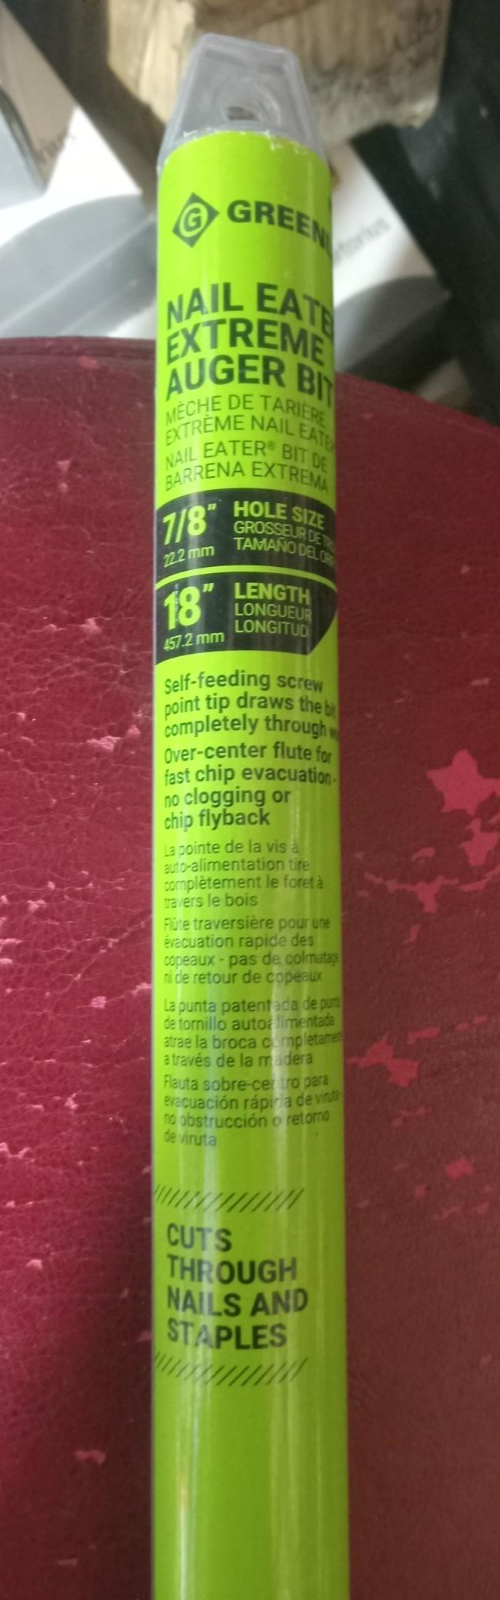 G GREENL
NAIL EATE
EXTREME
AUGER BIT
MÈCHE DE TARIÈRE
EXTRÈME NAIL EATE
NAIL EATER® BIT DE
BARRENA EXTREMA
7/8" HOLE SIZE
GROSSEUR DE TR
22.2 mm TAMAÑO DEL OR
18" LENGTH
LONGUEUR
457.2 mm LONGITUD
Self-feeding screw
point tip draws the bit
completely through w
Over-center flute for
fast chip evacuation -
no clogging or
chip flyback
La pointe de la vis à
auto-alimentation tire
complètement le foret à
travers le bois
Flûte traversière pour une
évacuation rapide des
copeaux - pas de colmatage
ni de retour de copeaux
La punta patentada de punta
de tornillo autoalimentada
atrae la broca completamen
a través de la madera
Flauta sobre-centro para
evacuación rápida de viruta
no obstrucción o retorno
de viruta
CUTS
THROUGH
NAILS AND
STAPLES